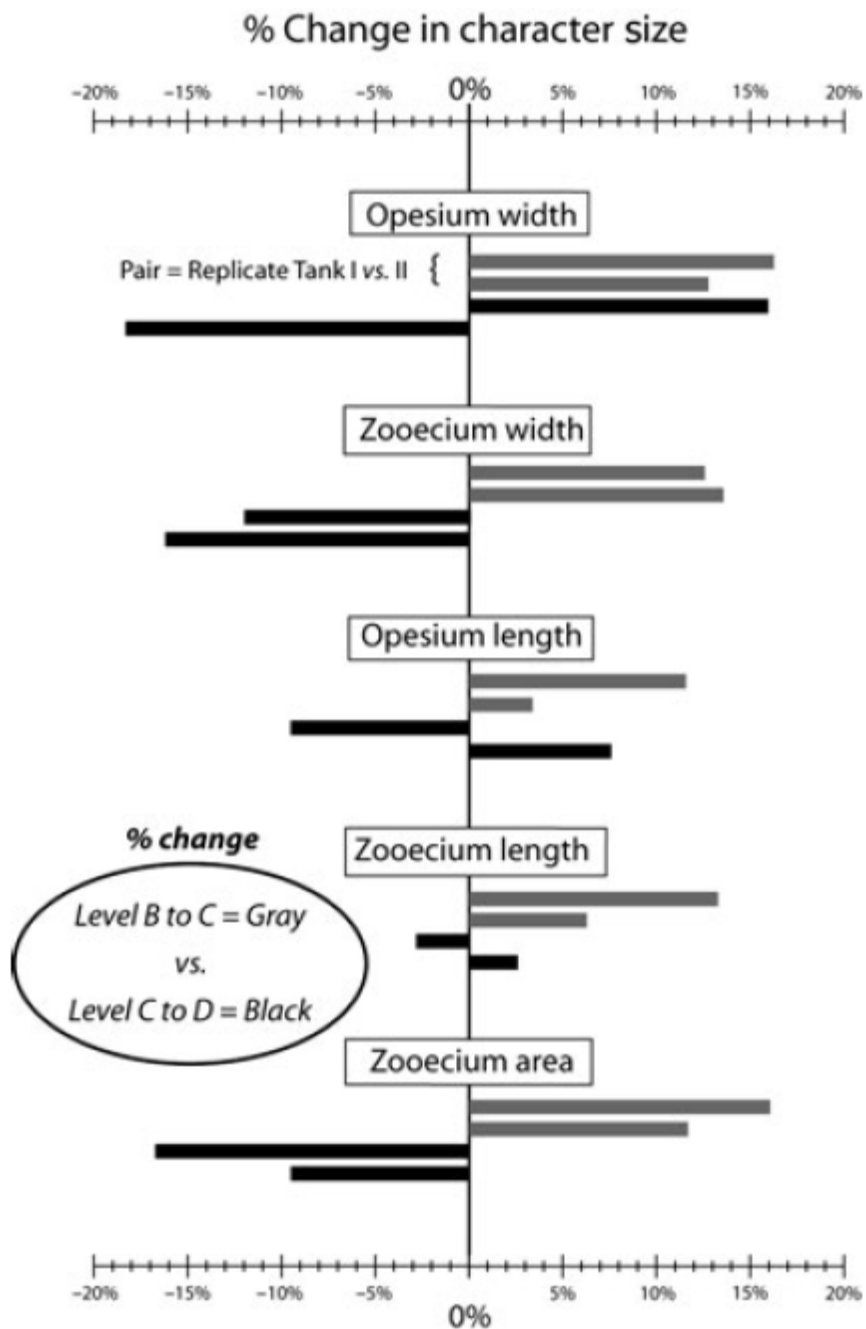 % Change in character size
–20% –15% –10% –5% 0% 5% 10% 15% 20%
Opesium width
Pair = Replicate Tank I vs. II {
Zooecium width
Opesium length
Zooecium length
% change
Level B to C = Gray
vs.
Level C to D = Black
Zooecium area
–20% –15% –10% –5% 0% 5% 10% 15% 20%